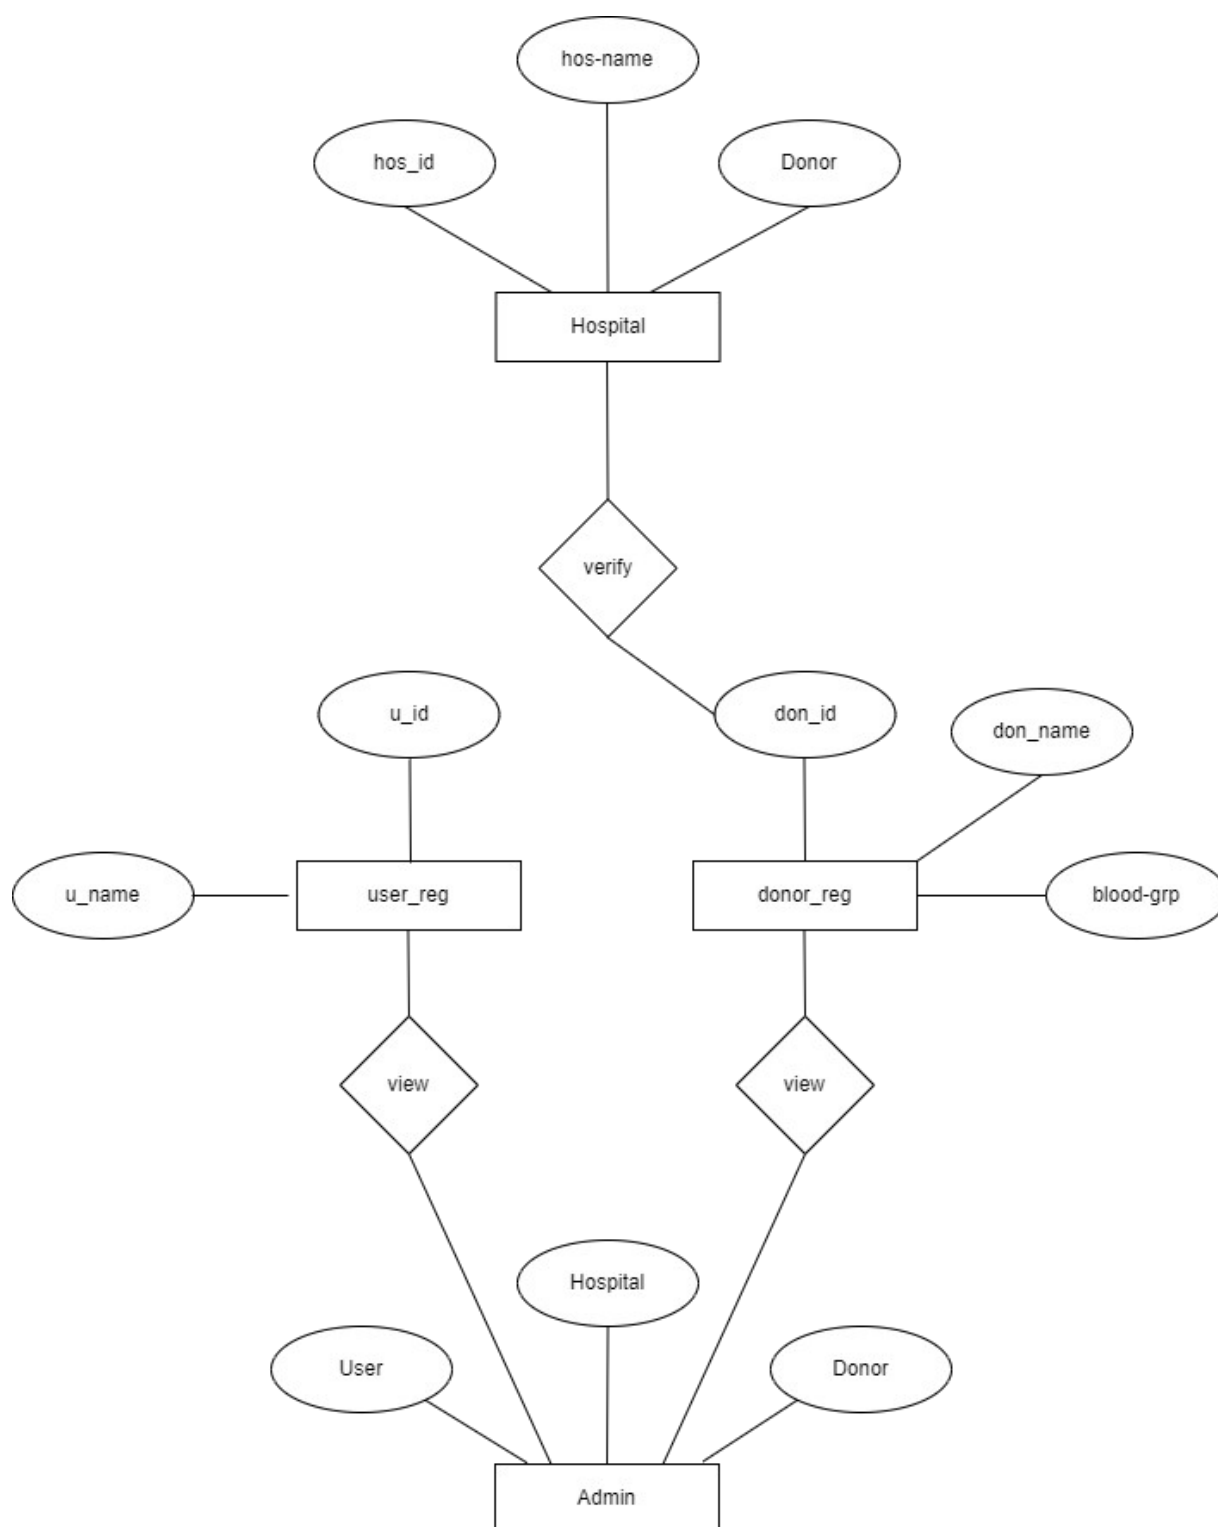 hos-name
hos_id
Donor
Hospital
verify
u_id
don_id
don_name
u_name
user_reg
donor_reg
blood-grp
view
view
Hospital
User
Donor
Admin